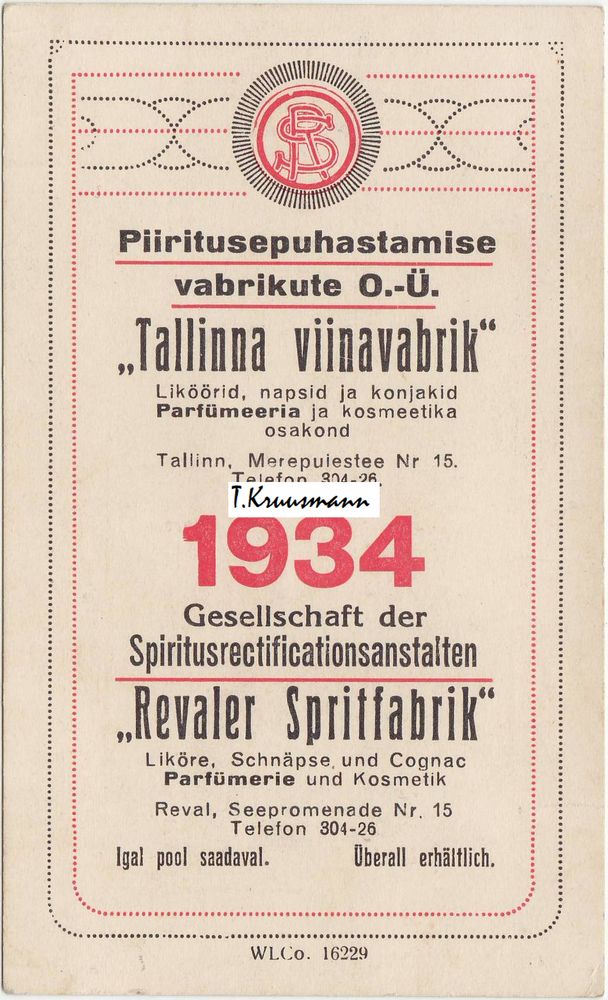 Piiritusepuhastamise
vabrikute O.-Ü.
„Tallinna viinavabrik“
Liköörid, napsid ja konjakid
Parfümeeria ja kosmeetika
osakond
Tallinn, Merepuiestee Nr 15.
Telefon 304-26.
T.Kruusmann
1934
Gesellschaft der
Spiritusrectificationsanstalten
„Revaler Spritfabrik“
Liköre, Schnäpse und Cognac
Parfümerie und Kosmetik
Reval, Seepromenade Nr. 15
Telefon 304-26
Igal pool saadaval. Überall erhältlich.
WLCo. 16229